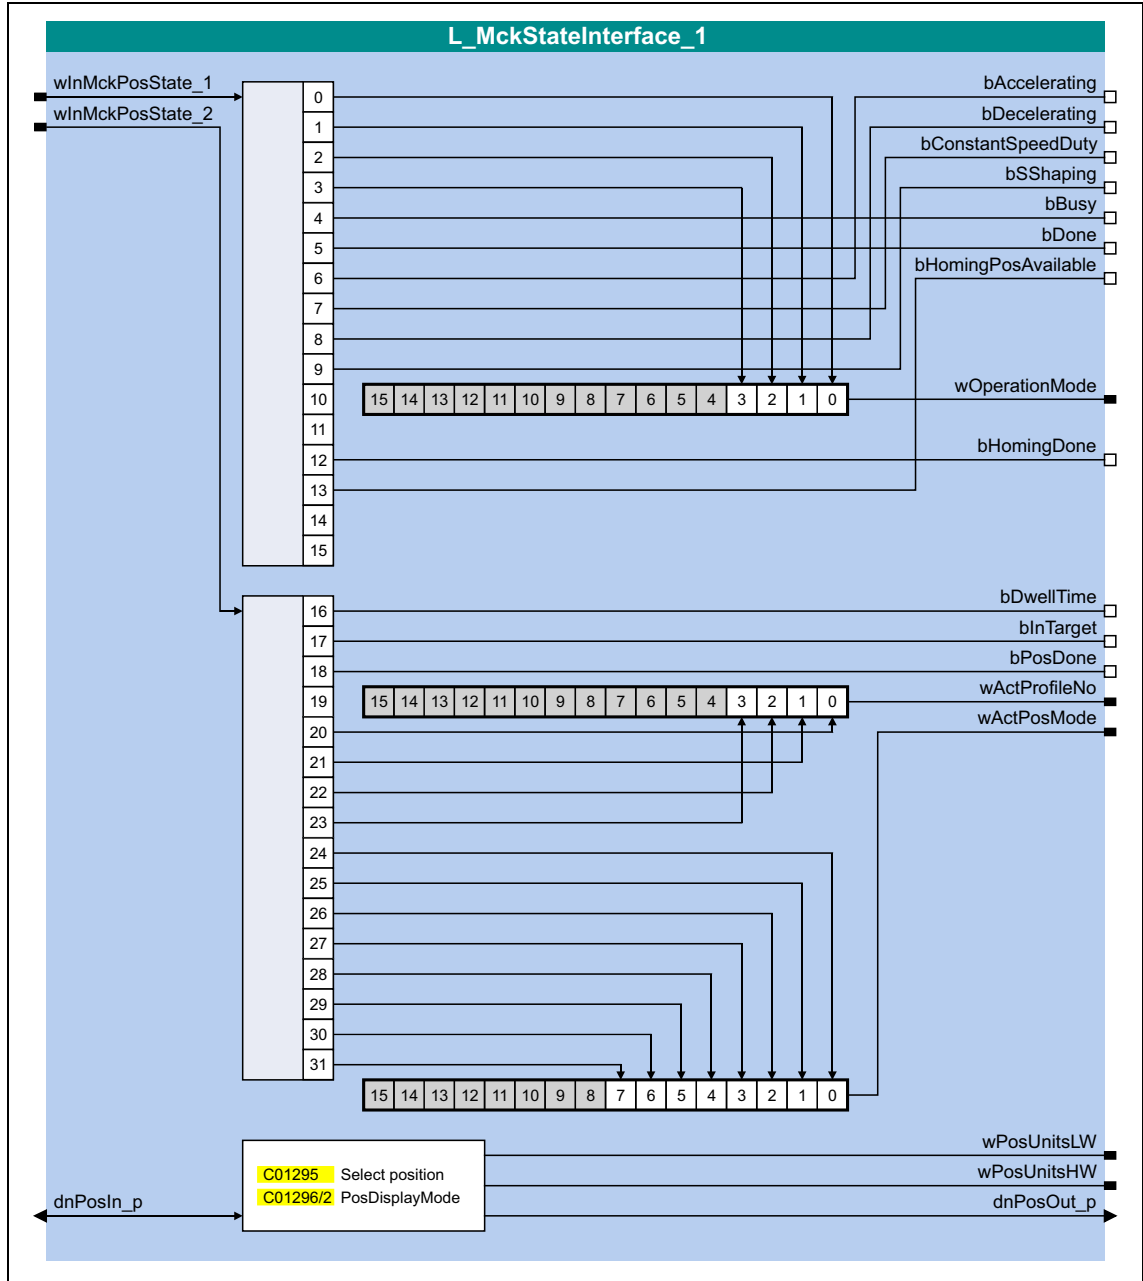 L_MckStateInterface_1
wInMckPosState_1
wInMckPosState_2
0
1
2
3
4
5
6
7
8
9
10
11
12
13
14
15
bAccelerating
bDecelerating
bConstantSpeedDuty
bSShaping
bBusy
bDone
bHomingPosAvailable
15 14 13 12 11 10 9 8 7 6 5 4 3 2 1 0
wOperationMode
bHomingDone
16
17
18
19
20
21
22
23
24
25
26
27
28
29
30
31
bDwellTime
bInTarget
bPosDone
15 14 13 12 11 10 9 8 7 6 5 4 3 2 1 0
wActProfileNo
wActPosMode
15 14 13 12 11 10 9 8 7 6 5 4 3 2 1 0
dnPosIn_p
C01295 Select position
C01296/2 PosDisplayMode
wPosUnitsLW
wPosUnitsHW
dnPosOut_p